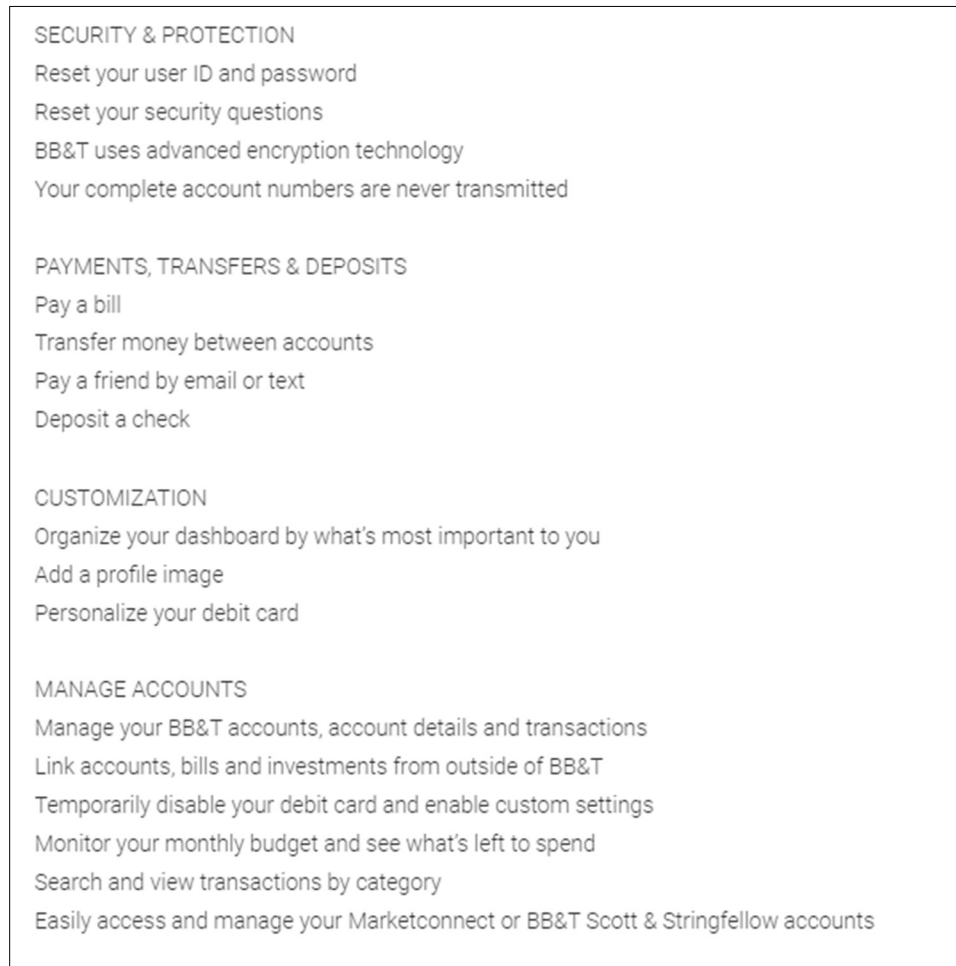 SECURITY & PROTECTION
Reset your user ID and password
Reset your security questions
BB&T uses advanced encryption technology
Your complete account numbers are never transmitted
PAYMENTS, TRANSFERS & DEPOSITS
Pay a bill
Transfer money between accounts
Pay a friend by email or text
Deposit a check
CUSTOMIZATION
Organize your dashboard by what's most important to you
Add a profile image
Personalize your debit card
MANAGE ACCOUNTS
Manage your BB&T accounts, account details and transactions
Link accounts, bills and investments from outside of BB&T
Temporarily disable your debit card and enable custom settings
Monitor your monthly budget and see what's left to spend
Search and view transactions by category
Easily access and manage your Marketconnect or BB&T Scott & Stringfellow accounts